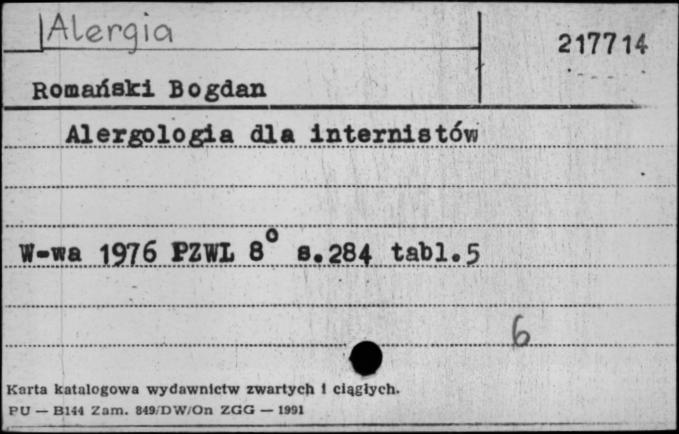 Alergia
217714
Romański Bogdan
Alergologia dla internistów
W-wa 1976 PZWL 8° s.284 tabl.5
6
Karta katalogowa wydawnictw zwartych i ciągłych.
PU — B144 Zam. 849/DW/On ZGG — 1991